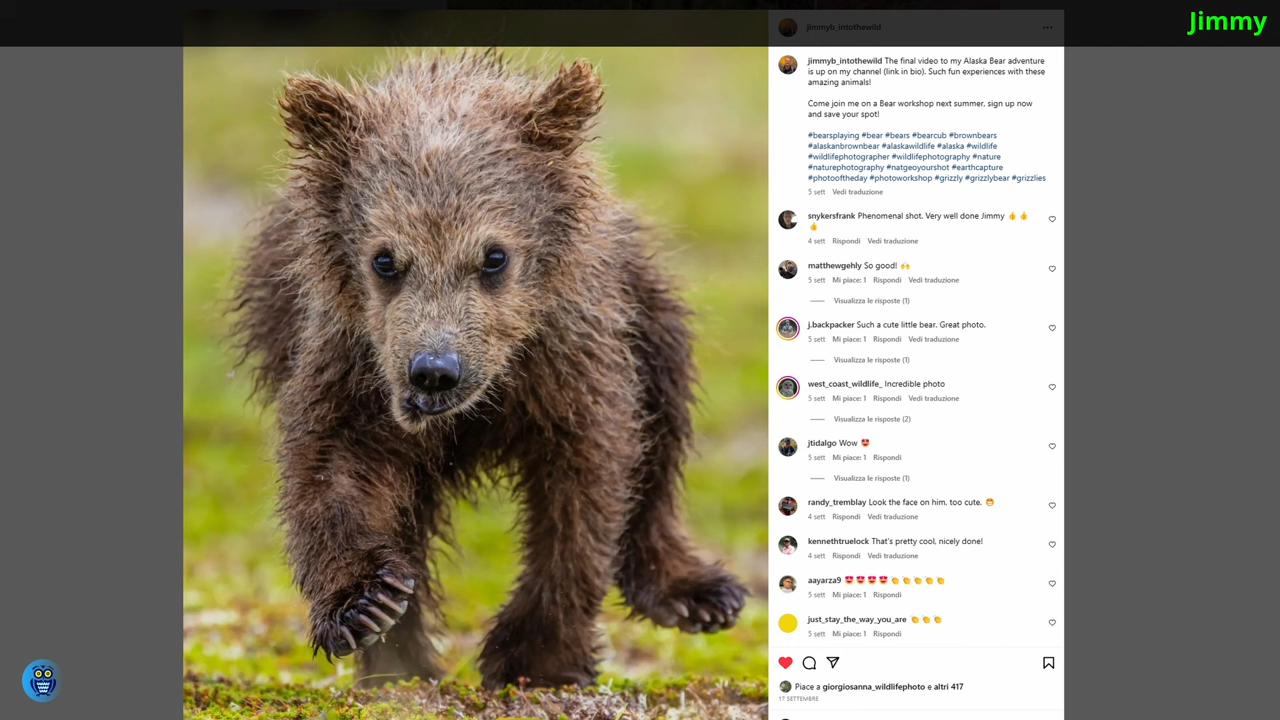 Jimmy
jimmyb_intothewild
jimmyb_intothewild The final video to my Alaska Bear adventure
is up on my channel (link in bio). Such fun experiences with these
amazing animals!
Come join me on a Bear workshop next summer, sign up now
and save your spot!
#bearsplaying #bear #bears #bearcub #brownbears
#alaskanbrownbear #alaskawildlife #alaska #wildlife
#wildlifephotographer #wildlifephotography #nature
#naturephotography #natgeoyourshot #earthcapture
#photooftheday #photoworkshop #grizzly #grizzlybear #grizzlies
5 sett Vedi traduzione
snykersfrank Phenomenal shot. Very well done Jimmy 👍 👍
👍
4 sett Rispondi Vedi traduzione
matthewgehly So good! 🙌
5 sett Mi piace: 1 Rispondi Vedi traduzione
Visualizza le risposte (1)
j.backpacker Such a cute little bear. Great photo.
5 sett Mi piace: 1 Rispondi Vedi traduzione
Visualizza le risposte (1)
west_coast_wildlife_ Incredible photo
5 sett Mi piace: 1 Rispondi Vedi traduzione
Visualizza le risposte (2)
jtidalgo Wow 😍
5 sett Mi piace: 1 Rispondi
Visualizza le risposte (1)
randy_tremblay Look the face on him, too cute. 😁
4 sett Rispondi Vedi traduzione
kennethtruelock That's pretty cool, nicely done!
4 sett Rispondi Vedi traduzione
aayarza9 😍 😍 😍 😍 👏 👏 👏 👏 👏
5 sett Mi piace: 1 Rispondi
just_stay_the_way_you_are 👏 👏 👏
5 sett Mi piace: 1 Rispondi
Piace a giorgiosanna_wildlifephoto e altri 417
17 SETTEMBRE